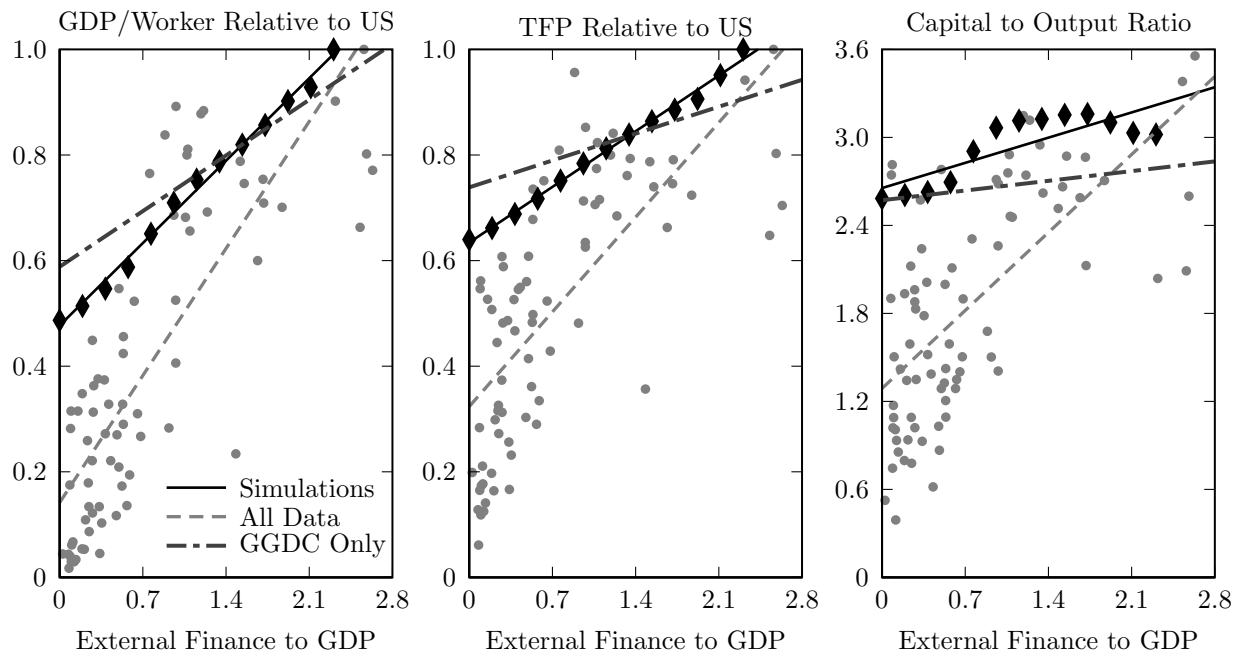 GDP/Worker Relative to US
1.0
0.8
0.6
0.4
0.2
0
0 0.7 1.4 2.1 2.8
External Finance to GDP
Simulations
All Data
GGDC Only
TFP Relative to US
1.0
0.8
0.6
0.4
0.2
0
0 0.7 1.4 2.1 2.8
External Finance to GDP
Capital to Output Ratio
3.6
3.0
2.4
1.8
1.2
0.6
0
0 0.7 1.4 2.1 2.8
External Finance to GDP